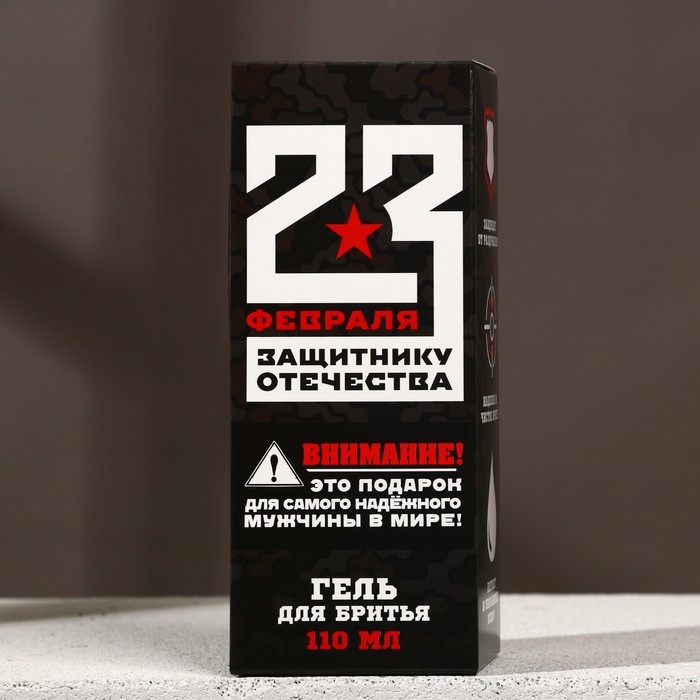 23
ФЕВРАЛЯ
ЗАЩИТНИКУ
ОТЕЧЕСТВА
ВНИМАНИЕ!
ЭТО ПОДАРОК
ДЛЯ САМОГО НАДЁЖНОГО
МУЖЧИНЫ В МИРЕ!
ГЕЛЬ
ДЛЯ БРИТЬЯ
110 МЛ